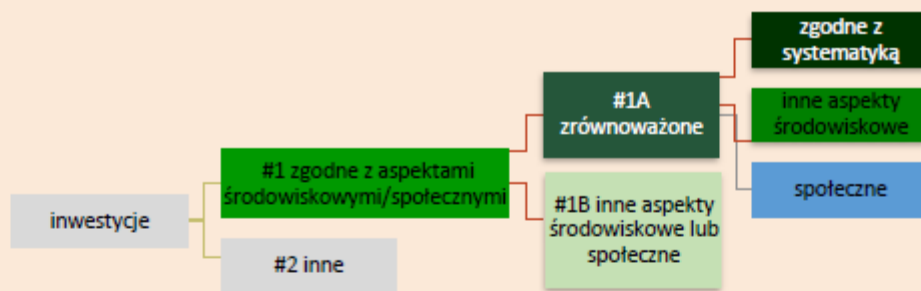 inwestycje
#1 zgodne z aspektami
środowiskowymi/społecznymi
#2 inne
#1A
zrównoważone
#1B inne aspekty
środowiskowe lub
społeczne
zgodne z
systematyką
inne aspekty
środowiskowe
społeczne